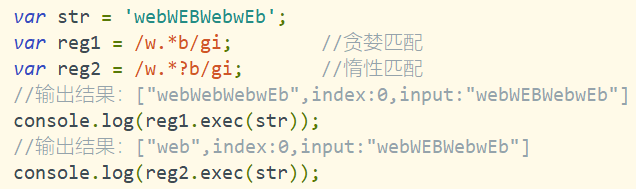 var str = 'webWEBWebwEb';
var reg1 = /w.*b/gi;        //贪婪匹配
var reg2 = /w.*?b/gi;       //惰性匹配
//输出结果：["webWebWebwEb",index:0,input:"webWEBWebwEb"]
console.log(reg1.exec(str));
//输出结果：["web",index:0,input:"webWEBWebwEb"]
console.log(reg2.exec(str));